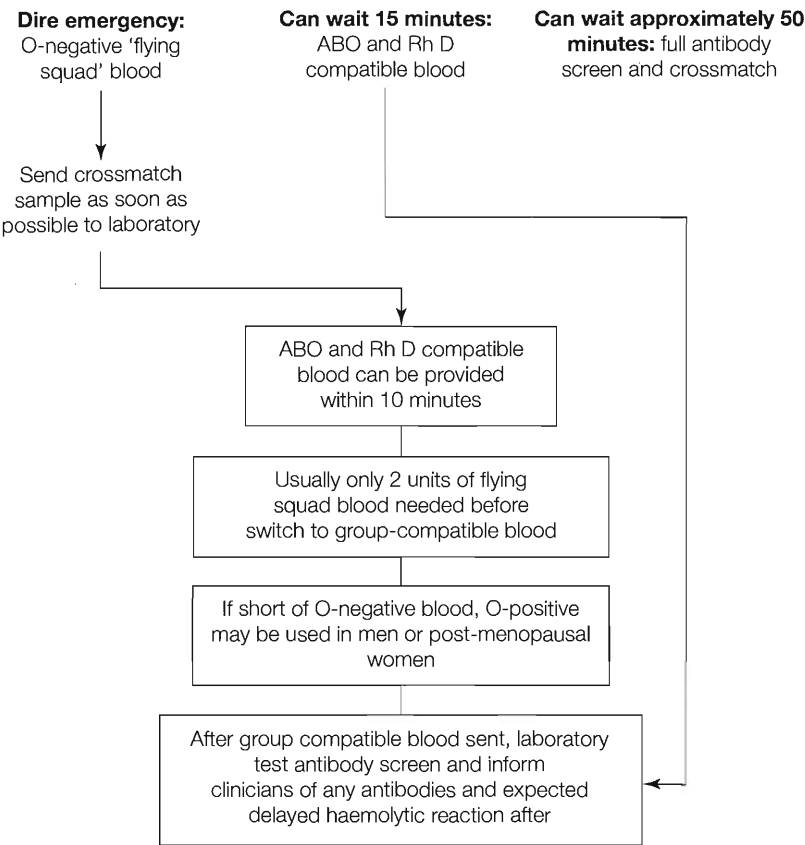 Dire emergency:
O-negative ‘flying
squad’ blood
Can wait 15 minutes:
ABO and Rh D
compatible blood
Can wait approximately 50
minutes: full antibody
screen and crossmatch
Send crossmatch
sample as soon as
possible to laboratory
ABO and Rh D compatible
blood can be provided
within 10 minutes
Usually only 2 units of flying
squad blood needed before
switch to group-compatible blood
If short of O-negative blood, O-positive
may be used in men or post-menopausal
women
After group compatible blood sent, laboratory
test antibody screen and inform
clinicians of any antibodies and expected
delayed haemolytic reaction after